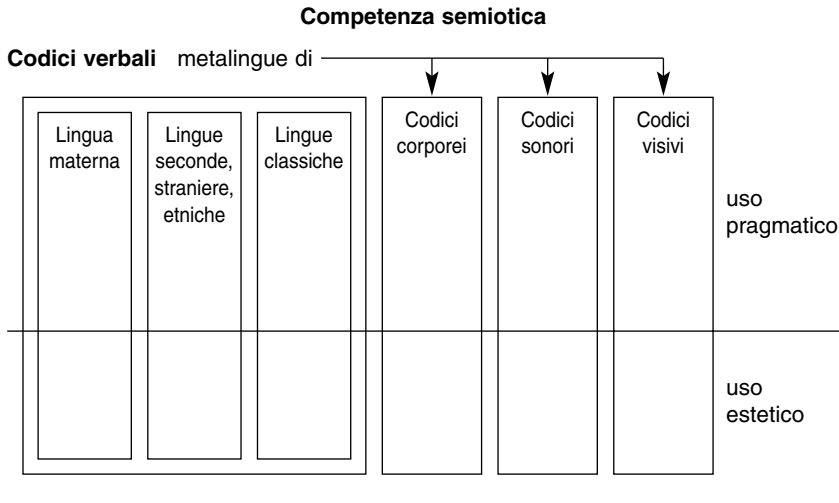 Competenza semiotica
Codici verbali metalingue di
Lingua
materna
Lingue
seconde,
straniere,
etniche
Lingue
classiche
Codici
corporei
Codici
sonori
Codici
visivi
uso
pragmatico
uso
estetico